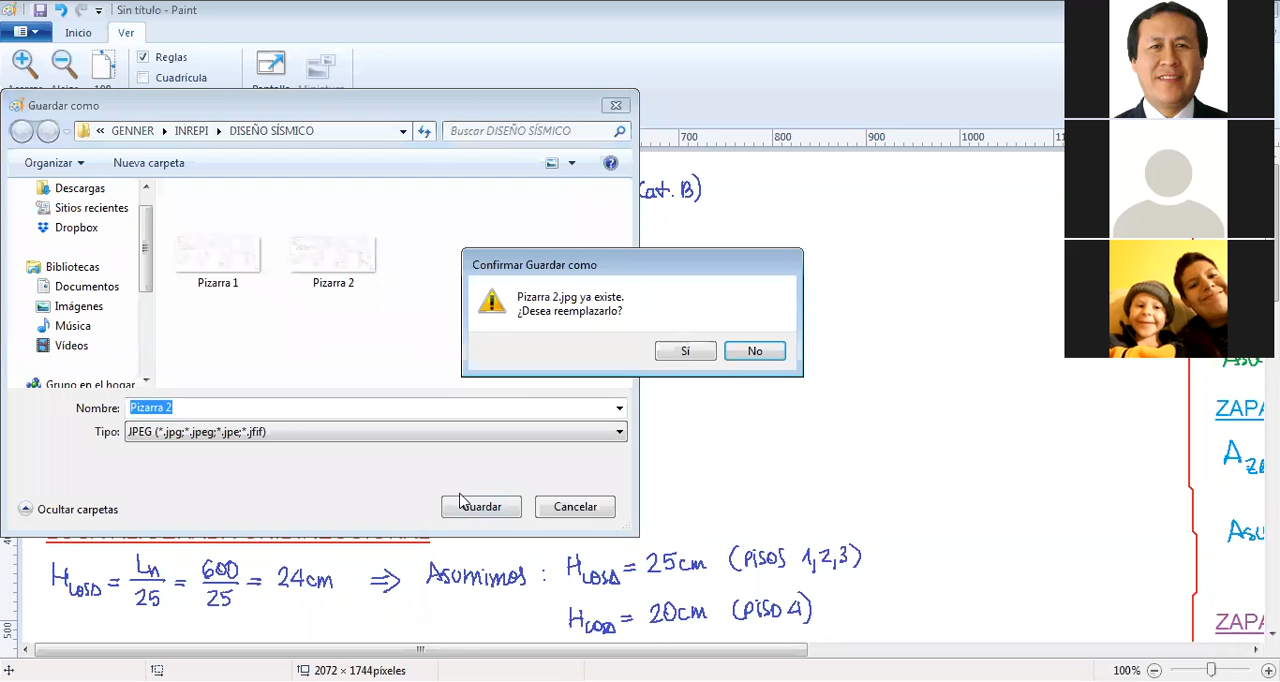 Sin título - Paint
Inicio Ver
Reglas
Cuadrícula
Guardar como
« GENNER INREPI DISEÑO SÍSMICO
Buscar DISEÑO SÍSMICO
Organizar Nueva carpeta
Descargas
Sitios recientes
Dropbox
Bibliotecas
Documentos
Imágenes
Música
Vídeos
Grupo en el hogar
Pizarra 1 Pizarra 2
Confirmar Guardar como
Pizarra 2.jpg ya existe.
¿Desea reemplazarlo?
Sí No
Nombre: Pizarra 2
Tipo: JPEG (*.jpg;*.jpeg;*.jpe;*.jfif)
Ocultar carpetas Guardar Cancelar
700 800 900 1000
Cat. B)
H LOSA = Ln/25 = 600/25 = 24cm ⇒ Asumimos : H LOSA = 25cm (PISOS 1,2,3)
H LOSA = 20cm (PISO 4)
ZAPA
A
ZAPA
500
2072 × 1744píxeles
100%